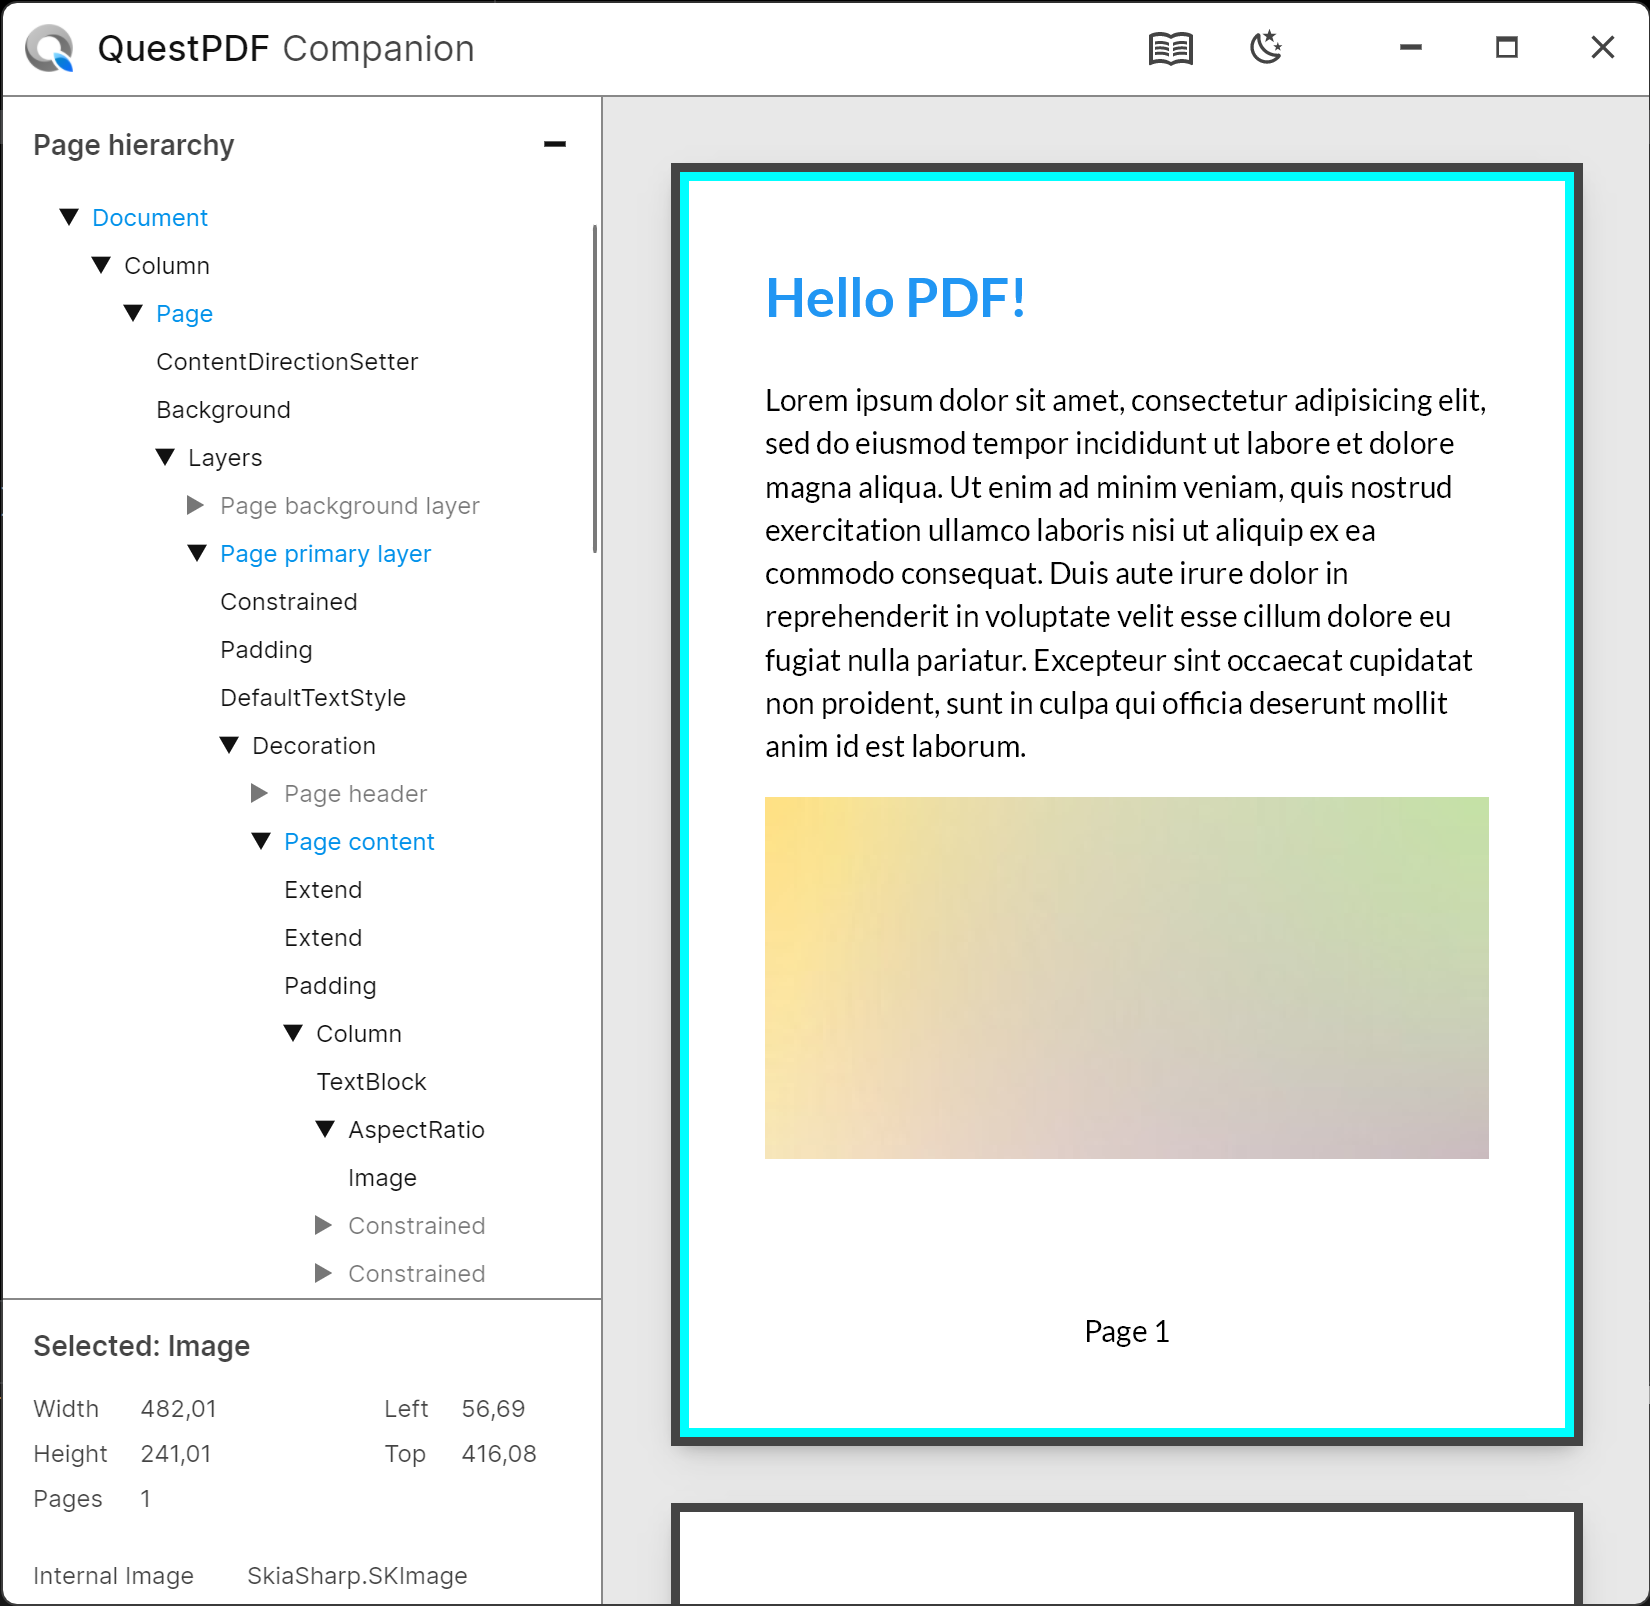 QuestPDF Companion
Page hierarchy
Document
Column
Page
ContentDirectionSetter
Background
Layers
Page background layer
Page primary layer
Constrained
Padding
DefaultTextStyle
Decoration
Page header
Page content
Extend
Extend
Padding
Column
TextBlock
AspectRatio
Image
Constrained
Constrained
Selected: Image
Width 482,01 Left 56,69
Height 241,01 Top 416,08
Pages 1
Internal Image SkiaSharp.SKImage
Hello PDF!
Lorem ipsum dolor sit amet, consectetur adipisicing elit,
sed do eiusmod tempor incididunt ut labore et dolore
magna aliqua. Ut enim ad minim veniam, quis nostrud
exercitation ullamco laboris nisi ut aliquip ex ea
commodo consequat. Duis aute irure dolor in
reprehenderit in voluptate velit esse cillum dolore eu
fugiat nulla pariatur. Excepteur sint occaecat cupidatat
non proident, sunt in culpa qui officia deserunt mollit
anim id est laborum.
Page 1